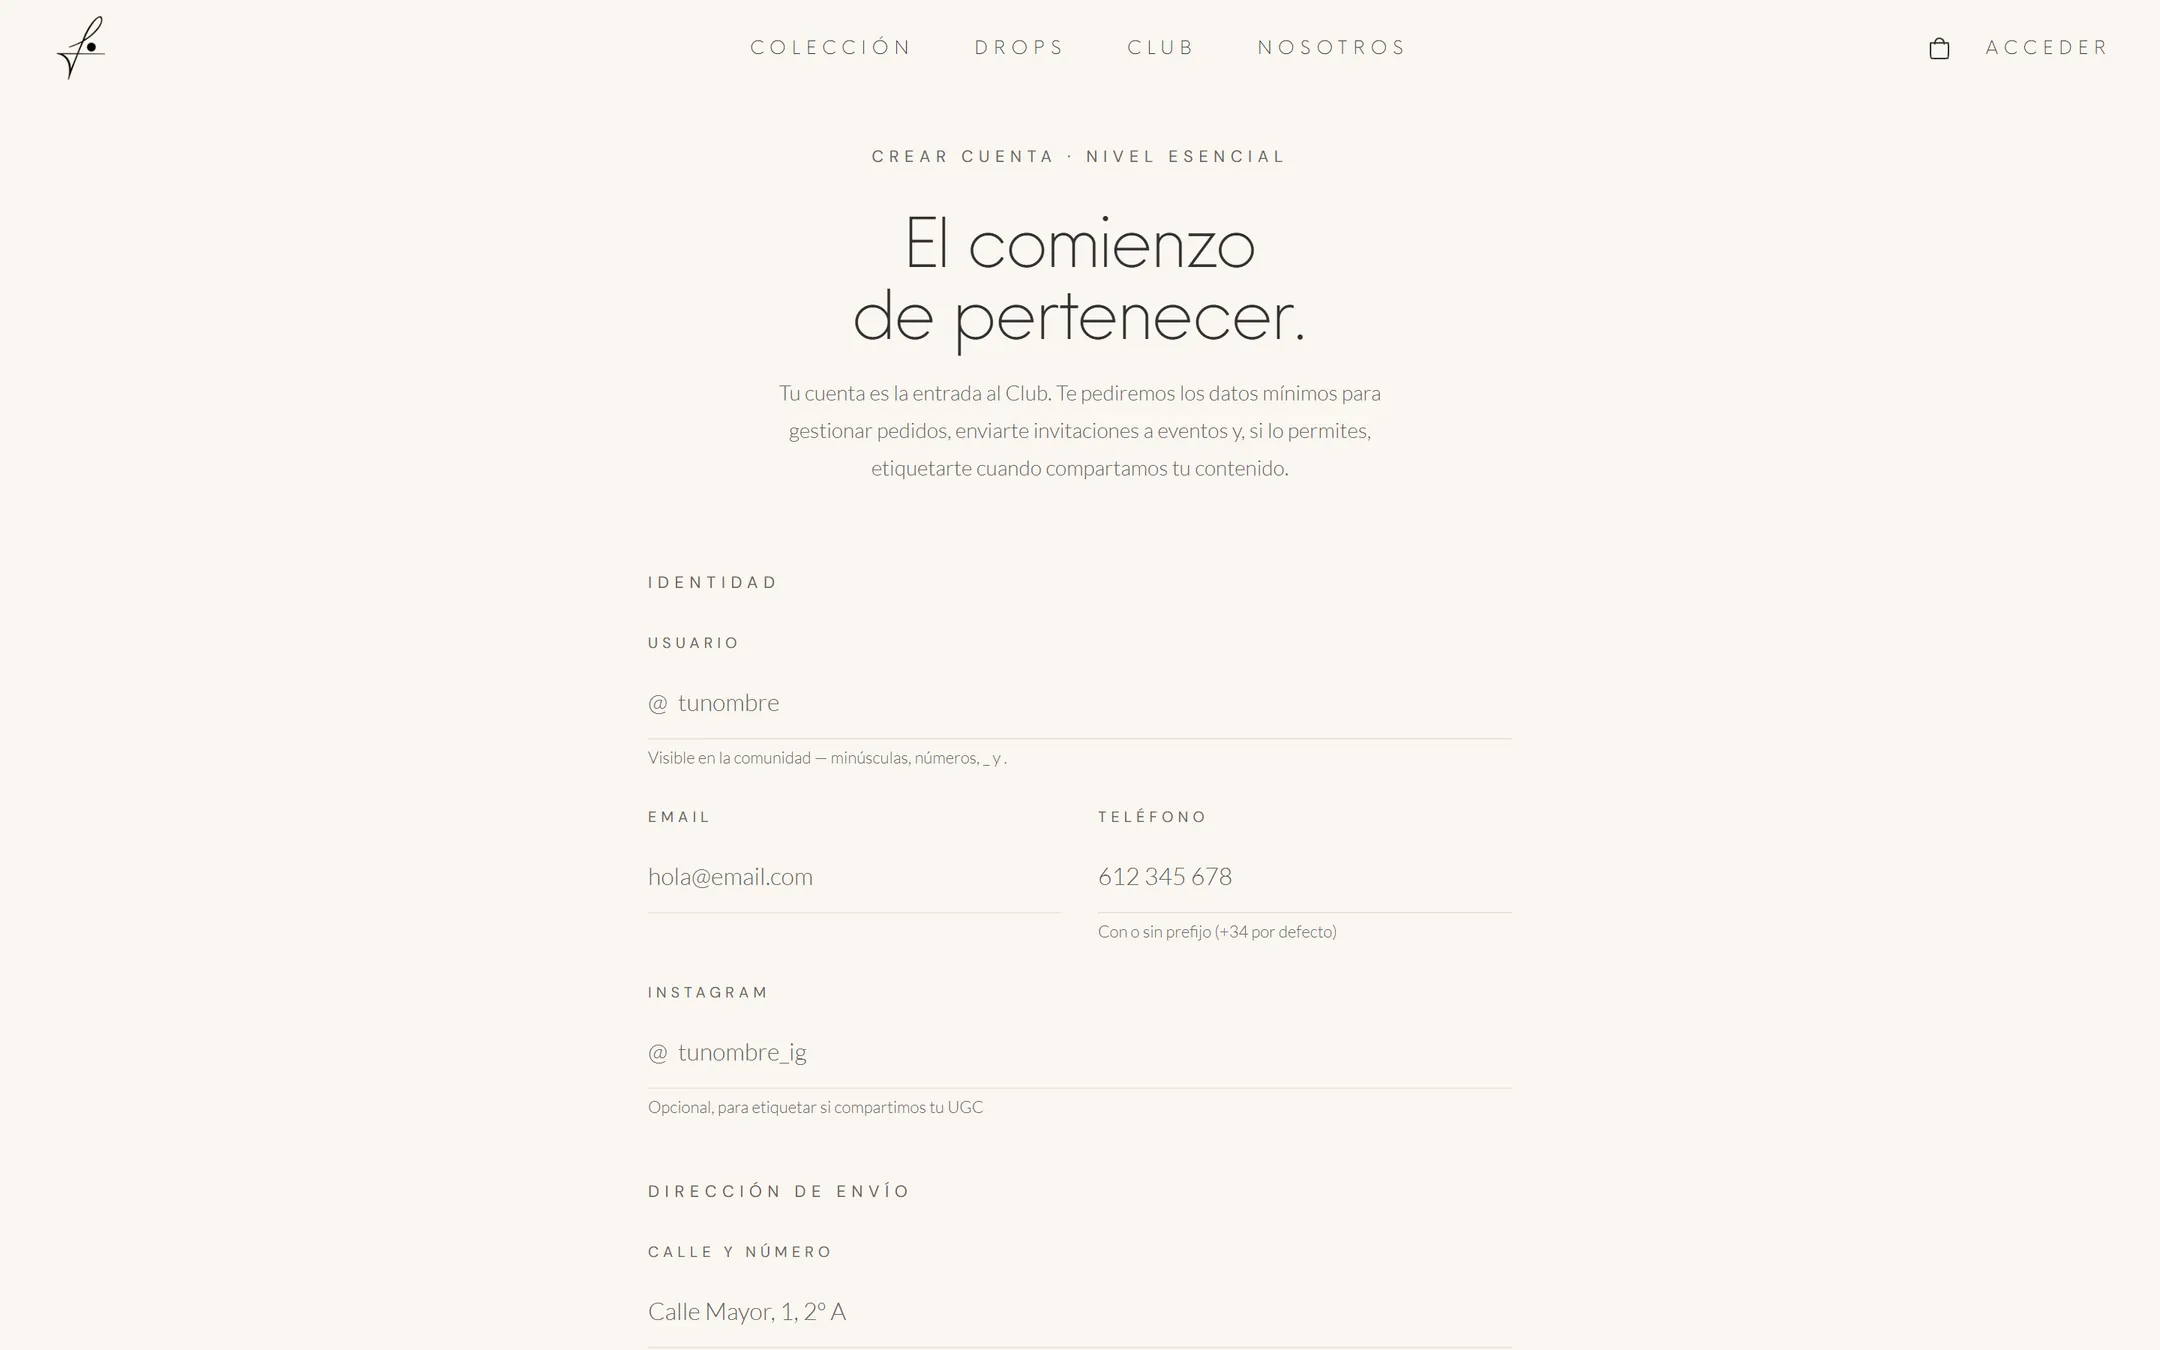 COLECCIÓN DROPS CLUB NOSOTROS ACCEDER
CREAR CUENTA · NIVEL ESENCIAL
El comienzo
de pertenecer.
Tu cuenta es la entrada al Club. Te pediremos los datos mínimos para
gestionar pedidos, enviarte invitaciones a eventos y, si lo permites,
etiquetarte cuando compartamos tu contenido.
IDENTIDAD
USUARIO
@ tunombre
Visible en la comunidad — minúsculas, números, _ y .
EMAIL TELÉFONO
hola@email.com 612 345 678
Con o sin prefijo (+34 por defecto)
INSTAGRAM
@ tunombre_ig
Opcional, para etiquetar si compartimos tu UGC
DIRECCIÓN DE ENVÍO
CALLE Y NÚMERO
Calle Mayor, 1, 2º A